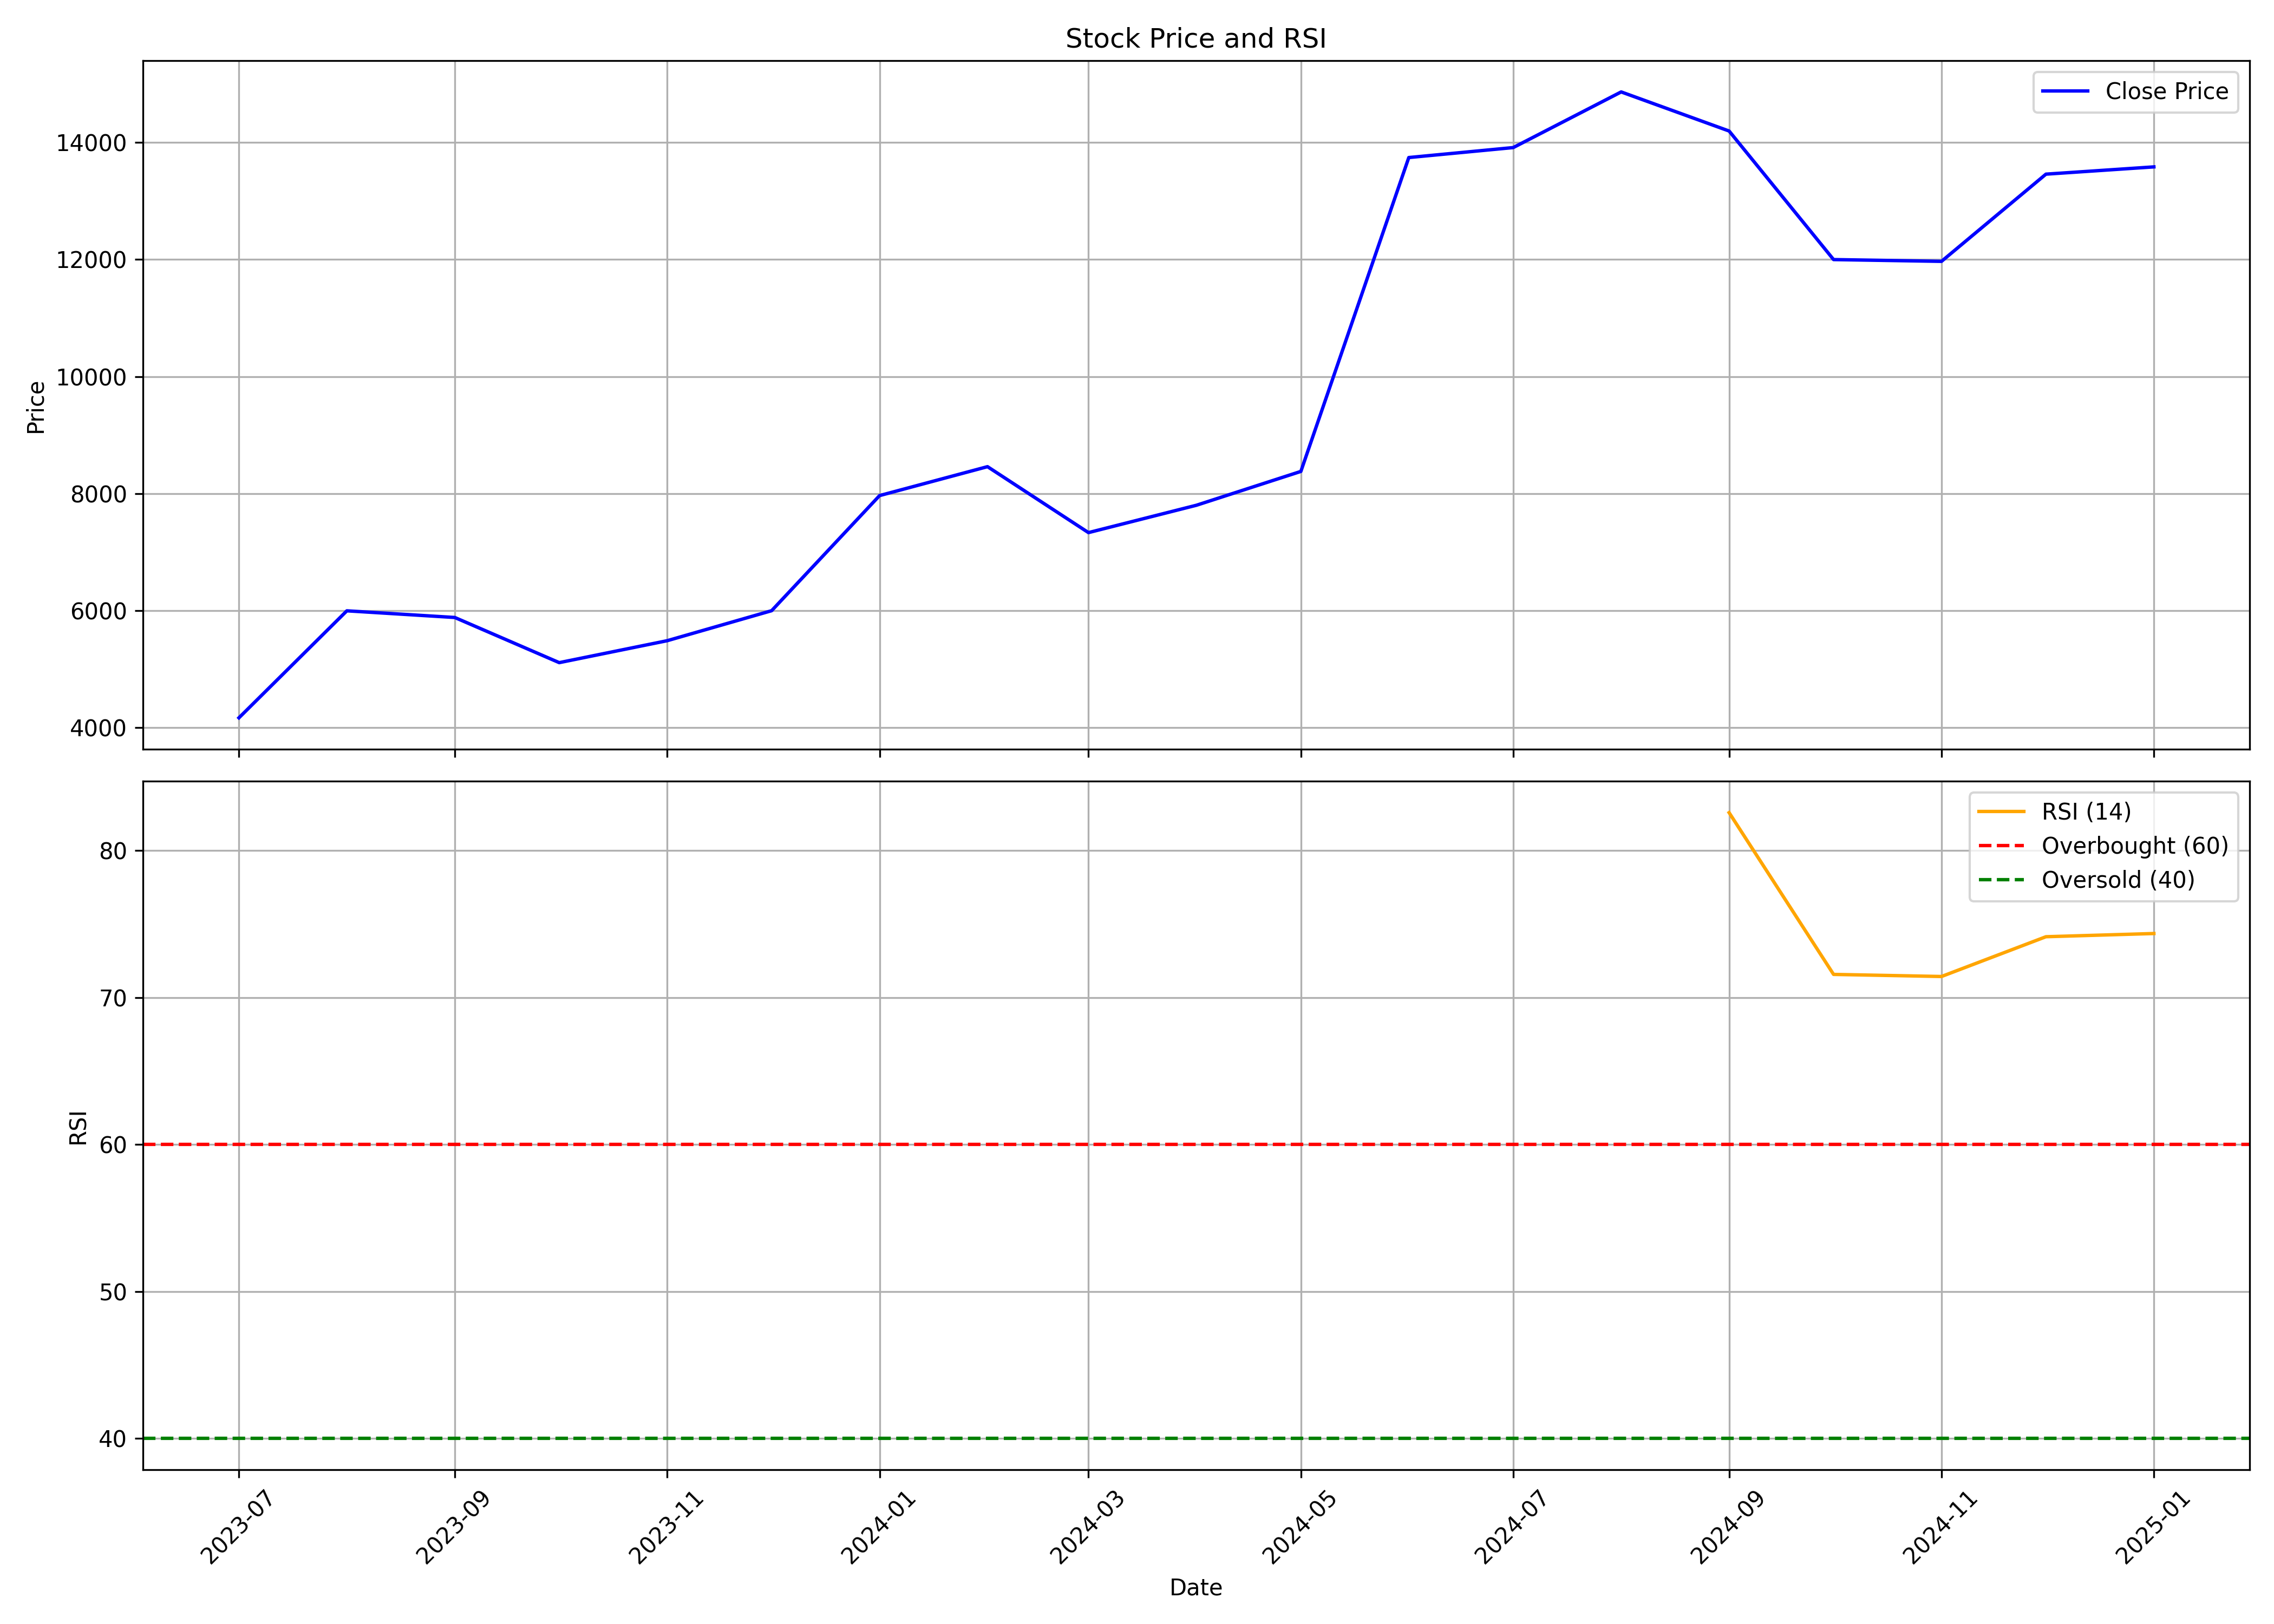 Stock Price and RSI
Close Price
14000
12000
10000
8000
6000
4000
Price
RSI (14)
Overbought (60)
Oversold (40)
80
70
60
50
40
RSI
2023-07
2023-09
2023-11
2024-01
2024-03
2024-05
2024-07
2024-09
2024-11
2025-01
Date